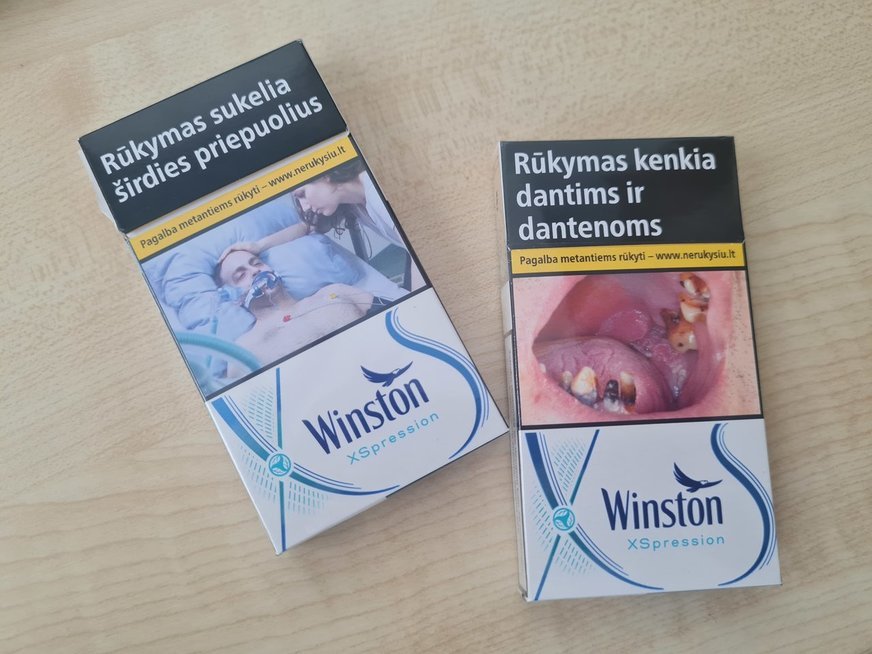 Rūkymas sukelia
širdies priepuolius
Pagalba metantiems rūkyti – www.nerukysiu.lt
Winston
XSpression
Rūkymas kenkia
dantims ir
dantenoms
Pagalba metantiems rūkyti – www.nerukysiu.lt
Winston
XSpression